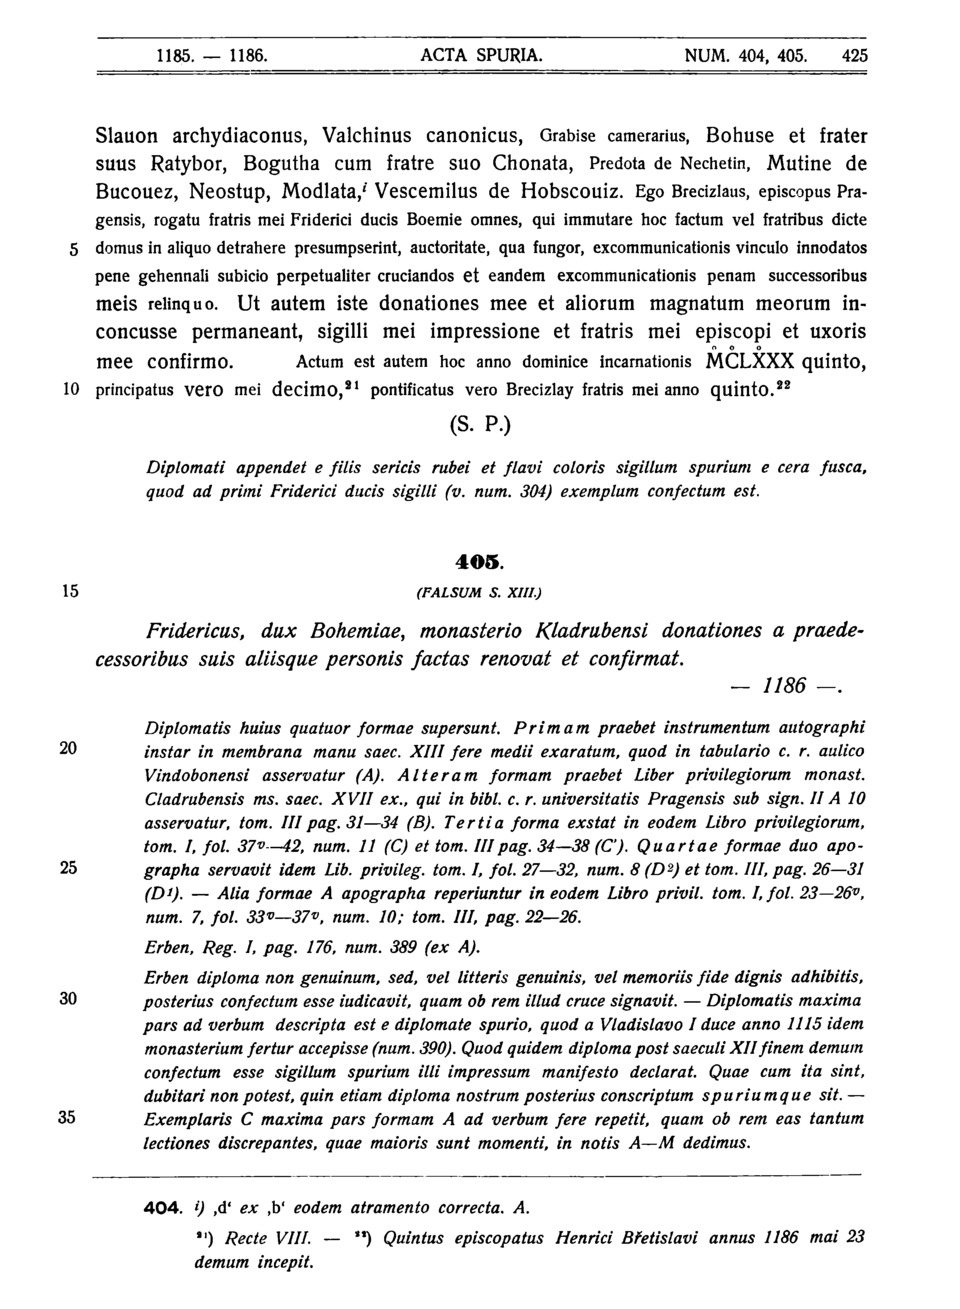 1185. — 1186. ACTA SPURIA. NUM. 404, 405. 425
Slauon archydiaconus, Valchinus canonicus, Grabise camerarius, Bohuse et frater
suus Ratybor, Bogutha cum fratre suo Chonata, Predota de Nechetin, Mutine de
Bucouez, Neostup, Modlata,ⁱ Vescemilus de Hobscouiz. Ego Brecizlaus, episcopus Pra-
gensis, rogatu fratris mei Friderici ducis Boemie omnes, qui immutare hoc factum vel fratribus dicte
5 domus in aliquo detrahere presumpserint, auctoritate, qua fungor, excommunicationis vinculo innodatos
pene gehennali subicio perpetualiter cruciandos et eandem excommunicationis penam successoribus
meis relinquo. Ut autem iste donationes mee et aliorum magnatum meorum in-
concusse permaneant, sigilli mei impressione et fratris mei episcopi et uxoris
mee confirmo. Actum est autem hoc anno dominice incarnationis M̊C̊LXX̊X quinto,
10 principatus vero mei decimo,²¹ pontificatus vero Brecizlay fratris mei anno quinto.²²
(S. P.)
Diplomati appendet e filis sericis rubei et flavi coloris sigillum spurium e cera fusca,
quod ad primi Friderici ducis sigilli (v. num. 304) exemplum confectum est.
405.
15 (FALSUM S. XIII.)
Fridericus, dux Bohemiae, monasterio Kladrubensi donationes a praede-
cessoribus suis aliisque personis factas renovat et confirmat.
— 1186 —.
Diplomatis huius quatuor formae supersunt. Primam praebet instrumentum autographi
20 instar in membrana manu saec. XIII fere medii exaratum, quod in tabulario c. r. aulico
Vindobonensi asservatur (A). Alteram formam praebet Liber privilegiorum monast.
Cladrubensis ms. saec. XVII ex., qui in bibl. c. r. universitatis Pragensis sub sign. II A 10
asservatur, tom. III pag. 31—34 (B). Tertia forma exstat in eodem Libro privilegiorum,
tom. I, fol. 37ᵛ—42, num. 11 (C) et tom. III pag. 34—38 (C'). Quartae formae duo apo-
25 grapha servavit idem Lib. privileg. tom. I, fol. 27—32, num. 8 (D²) et tom. III, pag. 26—31
(D¹). — Alia formae A apographa reperiuntur in eodem Libro privil. tom. I, fol. 23—26ᵛ,
num. 7, fol. 33ᵛ—37ᵛ, num. 10; tom. III, pag. 22—26.
Erben, Reg. I, pag. 176, num. 389 (ex A).
Erben diploma non genuinum, sed, vel litteris genuinis, vel memoriis fide dignis adhibitis,
30 posterius confectum esse iudicavit, quam ob rem illud cruce signavit. — Diplomatis maxima
pars ad verbum descripta est e diplomate spurio, quod a Vladislavo I duce anno 1115 idem
monasterium fertur accepisse (num. 390). Quod quidem diploma post saeculi XII finem demum
confectum esse sigillum spurium illi impressum manifesto declarat. Quae cum ita sint,
dubitari non potest, quin etiam diploma nostrum posterius conscriptum spuriumque sit. —
35 Exemplaris C maxima pars formam A ad verbum fere repetit, quam ob rem eas tantum
lectiones discrepantes, quae maioris sunt momenti, in notis A—M dedimus.
404. i) ‚d‘ ex ‚b‘ eodem atramento correcta. A.
²¹) Recte VIII. — ²²) Quintus episcopatus Henrici Břetislavi annus 1186 mai 23
demum incepit.